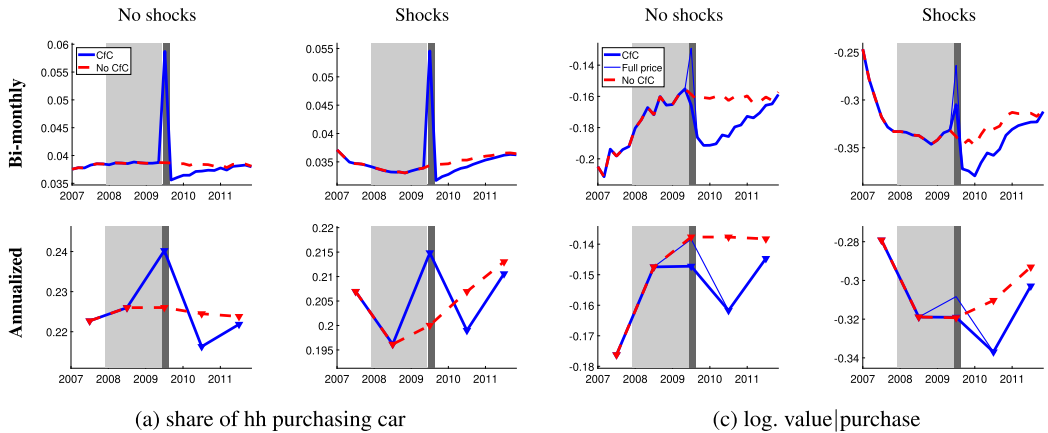 No shocks
Shocks
No shocks
Shocks
Bi-monthly
0.06
0.055
0.05
0.045
0.04
0.035
CfC
No CfC
2007 2008 2009 2010 2011
0.055
0.05
0.045
0.04
0.035
2007 2008 2009 2010 2011
-0.14
-0.16
-0.18
-0.2
CfC
Full price
No CfC
2007 2008 2009 2010 2011
-0.25
-0.3
-0.35
2007 2008 2009 2010 2011
Annualized
0.24
0.23
0.22
2007 2008 2009 2010 2011
0.22
0.215
0.21
0.205
0.2
0.195
2007 2008 2009 2010 2011
-0.14
-0.15
-0.16
-0.17
-0.18
2007 2008 2009 2010 2011
-0.28
-0.3
-0.32
-0.34
2007 2008 2009 2010 2011
(a) share of hh purchasing car
(c) log. value|purchase